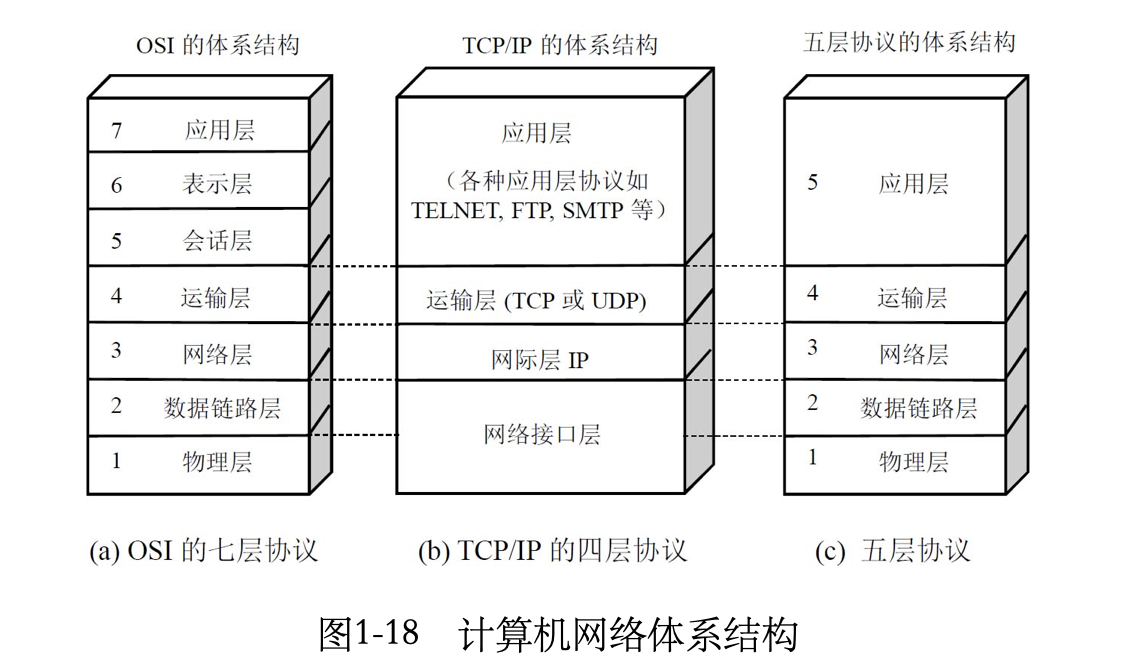 OSI 的体系结构
7 应用层
6 表示层
5 会话层
4 运输层
3 网络层
2 数据链路层
1 物理层
(a) OSI 的七层协议
TCP/IP 的体系结构
应用层
（各种应用层协议如
TELNET, FTP, SMTP 等）
运输层 (TCP 或 UDP)
网际层 IP
网络接口层
(b) TCP/IP 的四层协议
五层协议的体系结构
5 应用层
4 运输层
3 网络层
2 数据链路层
1 物理层
(c) 五层协议
图1-18 计算机网络体系结构